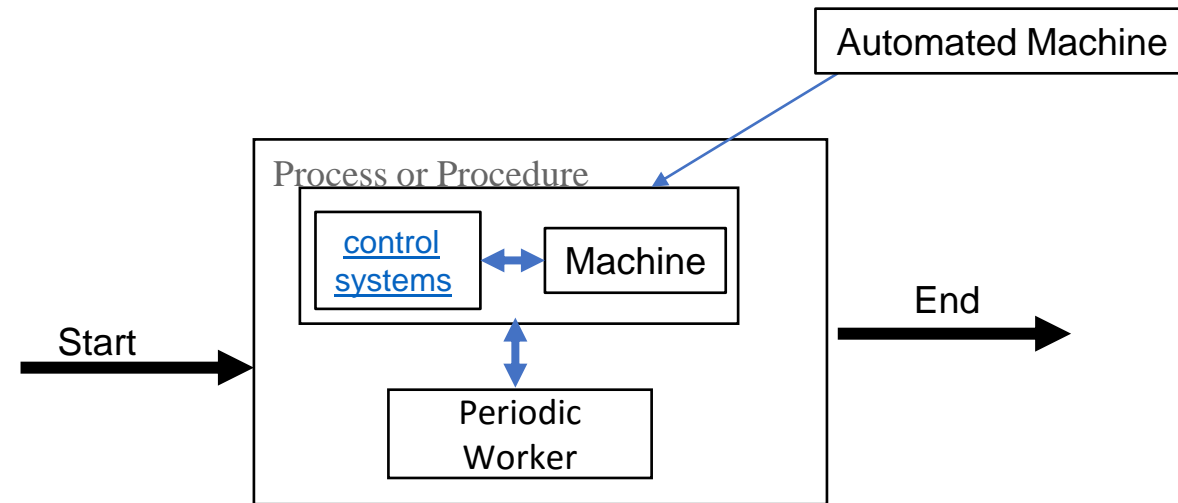 Automated Machine
Process or Procedure
control
systems
Machine
Start
End
Periodic
Worker